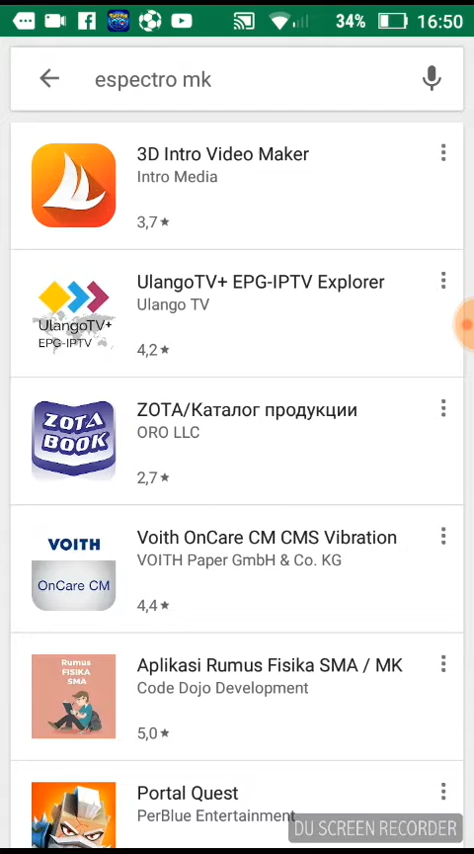 34% 16:50
espectro mk
3D Intro Video Maker
Intro Media
3,7★
UlangoTV+ EPG-IPTV Explorer
Ulango TV
UlangoTV+
EPG-IPTV
4,2★
ZOTA/Каталог продукции
ORO LLC
ZOTA
BOOK
2,7★
Voith OnCare CM CMS Vibration
VOITH Paper GmbH & Co. KG
VOITH
OnCare CM
4,4★
Aplikasi Rumus Fisika SMA / MK
Code Dojo Development
Rumus
FISIKA
SMA
5,0★
Portal Quest
PerBlue Entertainment
DU SCREEN RECORDER